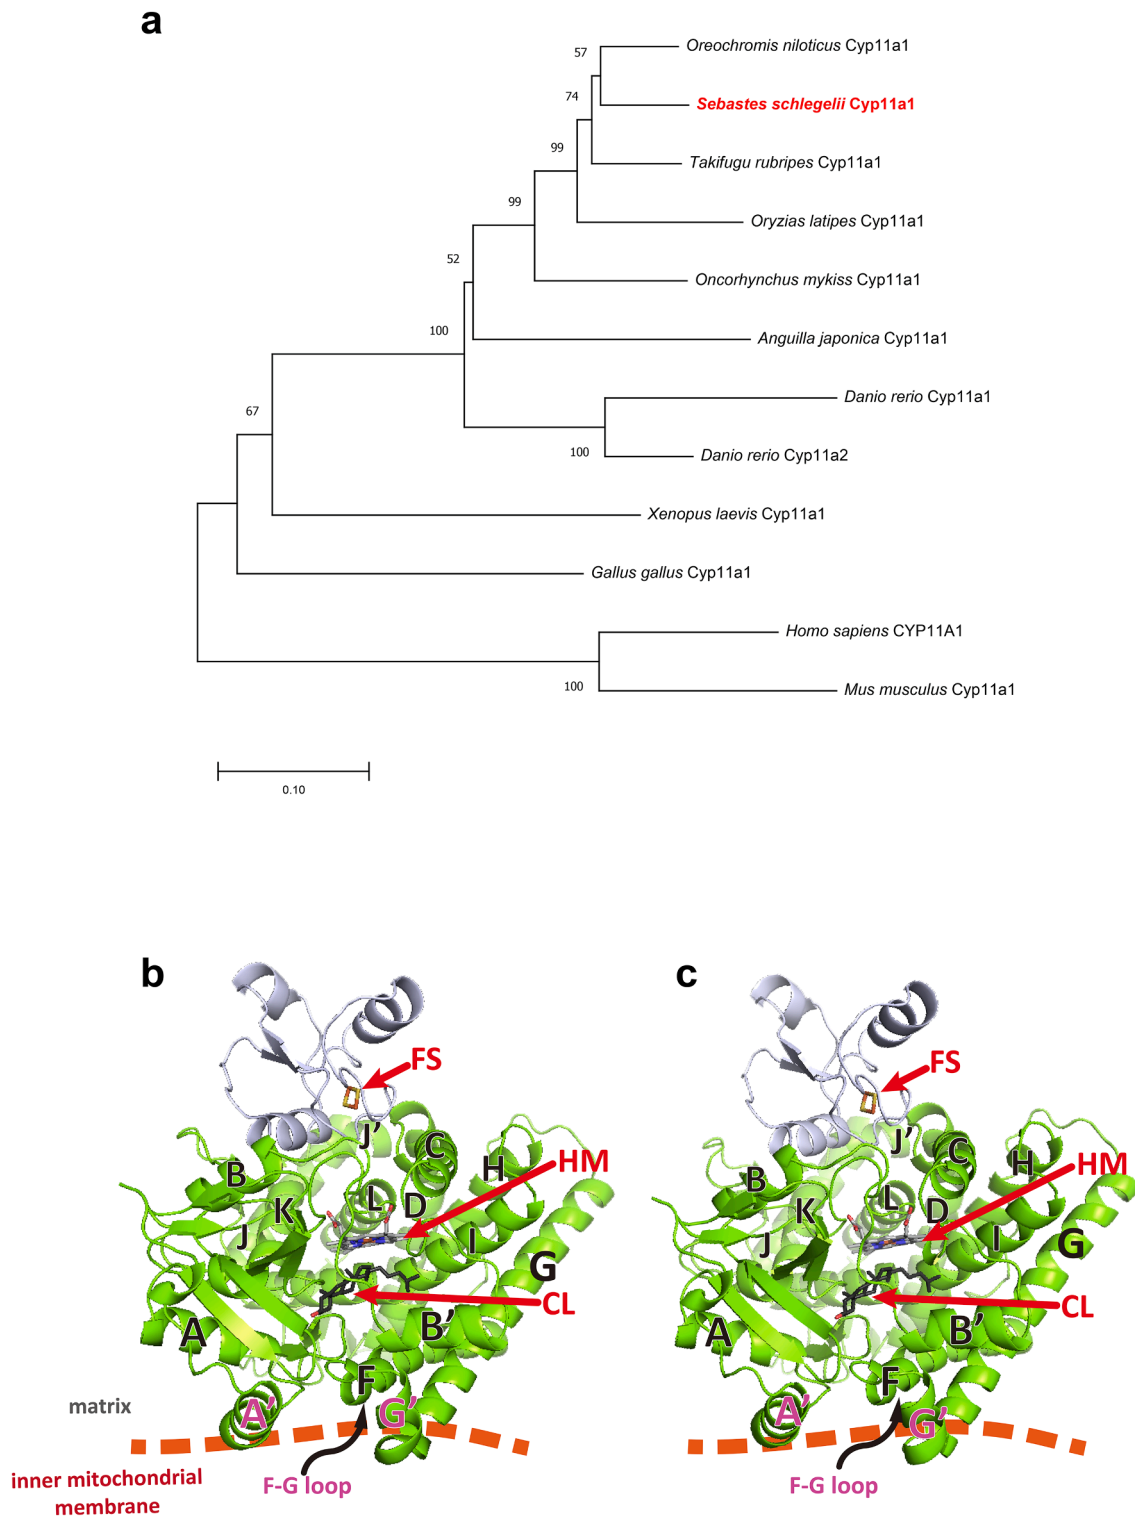 a
Oreochromis niloticus Cyp11a1
57
Sebastes schlegelii Cyp11a1
74
99
Takifugu rubripes Cyp11a1
99
Oryzias latipes Cyp11a1
52
Oncorhynchus mykiss Cyp11a1
100
Anguilla japonica Cyp11a1
67
Danio rerio Cyp11a1
100
Danio rerio Cyp11a2
Xenopus laevis Cyp11a1
Gallus gallus Cyp11a1
Homo sapiens CYP11A1
100
Mus musculus Cyp11a1
0.10
b
FS
J'
C
H
HM
B
K
L
D
J
I
G
CL
A
B'
F
A'
G'
matrix
inner mitochondrial
membrane
F-G loop
c
FS
J'
C
H
HM
B
K
L
D
J
I
G
CL
A
B'
F
A'
G'
F-G loop